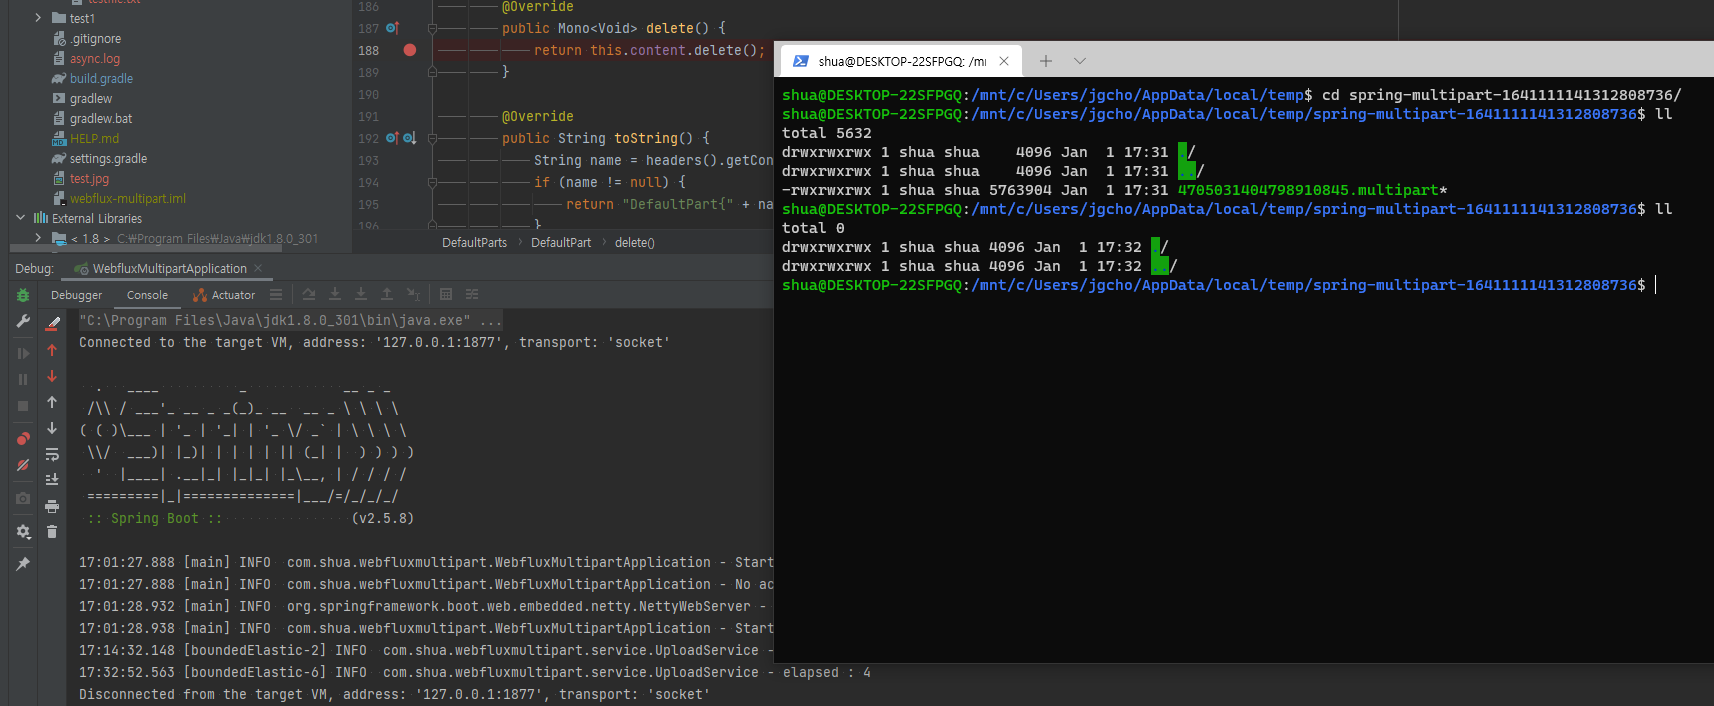 testfile.txt
test1
.gitignore
async.log
build.gradle
gradlew
gradlew.bat
HELP.md
settings.gradle
test.jpg
webflux-multipart.iml
External Libraries
< 1.8 > C:₩Program Files₩Java₩jdk1.8.0_301
186 @Override
187 public Mono<Void> delete() {
188 return this.content.delete();
189 }
190
191 @Override
192 public String toString() {
193 String name = headers().getCon
194 if (name != null) {
195 return "DefaultPart{" + na
196 }
DefaultParts > DefaultPart > delete()
shua@DESKTOP-22SFPGQ: /m
shua@DESKTOP-22SFPGQ:/mnt/c/Users/jgcho/AppData/local/temp$ cd spring-multipart-1641111141312808736/
shua@DESKTOP-22SFPGQ:/mnt/c/Users/jgcho/AppData/local/temp/spring-multipart-1641111141312808736$ ll
total 5632
drwxrwxrwx 1 shua shua    4096 Jan  1 17:31 ./
drwxrwxrwx 1 shua shua    4096 Jan  1 17:31 ../
-rwxrwxrwx 1 shua shua 5763904 Jan  1 17:31 4705031404798910845.multipart*
shua@DESKTOP-22SFPGQ:/mnt/c/Users/jgcho/AppData/local/temp/spring-multipart-1641111141312808736$ ll
total 0
drwxrwxrwx 1 shua shua 4096 Jan  1 17:32 ./
drwxrwxrwx 1 shua shua 4096 Jan  1 17:32 ../
shua@DESKTOP-22SFPGQ:/mnt/c/Users/jgcho/AppData/local/temp/spring-multipart-1641111141312808736$
Debug: WebfluxMultipartApplication
Debugger Console Actuator
"C:\Program Files\Java\jdk1.8.0_301\bin\java.exe" ...
Connected to the target VM, address: '127.0.0.1:1877', transport: 'socket'
  .   ____          _            __ _ _
 /\\ / ___'_ __ _ _(_)_ __  __ _ \ \ \ \
( ( )\___ | '_ | '_| | '_ \/ _` | \ \ \ \
 \\/  ___)| |_)| | | | | || (_| |  ) ) ) )
  '  |____| .__|_| |_|_| |_\__, | / / / /
 =========|_|==============|___/=/_/_/_/
 :: Spring Boot ::                (v2.5.8)
17:01:27.888 [main] INFO  com.shua.webfluxmultipart.WebfluxMultipartApplication - Start
17:01:27.888 [main] INFO  com.shua.webfluxmultipart.WebfluxMultipartApplication - No ac
17:01:28.932 [main] INFO  org.springframework.boot.web.embedded.netty.NettyWebServer -
17:01:28.938 [main] INFO  com.shua.webfluxmultipart.WebfluxMultipartApplication - Start
17:14:32.148 [boundedElastic-2] INFO  com.shua.webfluxmultipart.service.UploadService -
17:32:52.563 [boundedElastic-6] INFO  com.shua.webfluxmultipart.service.UploadService - elapsed : 4
Disconnected from the target VM, address: '127.0.0.1:1877', transport: 'socket'